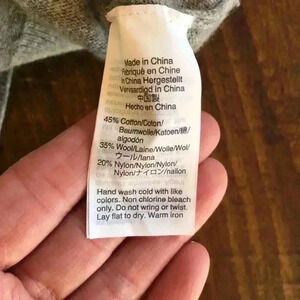 Made in China
Fabriqué en Chine
in China Hergestellt
Vervaardigd in China
中国製
Hecho en China
45% Cotton/Coton/
Baumwolle/Katoen/綿/
algodón
35% Wool/Laine/Wolle/Wol/
ウール/lana
20% Nylon/Nylon/Nylon/
Nylon/ナイロン/nailon
Hand wash cold with like
colors. Non chlorine bleach
only. Do not wring or twist.
Lay flat to dry. Warm iron